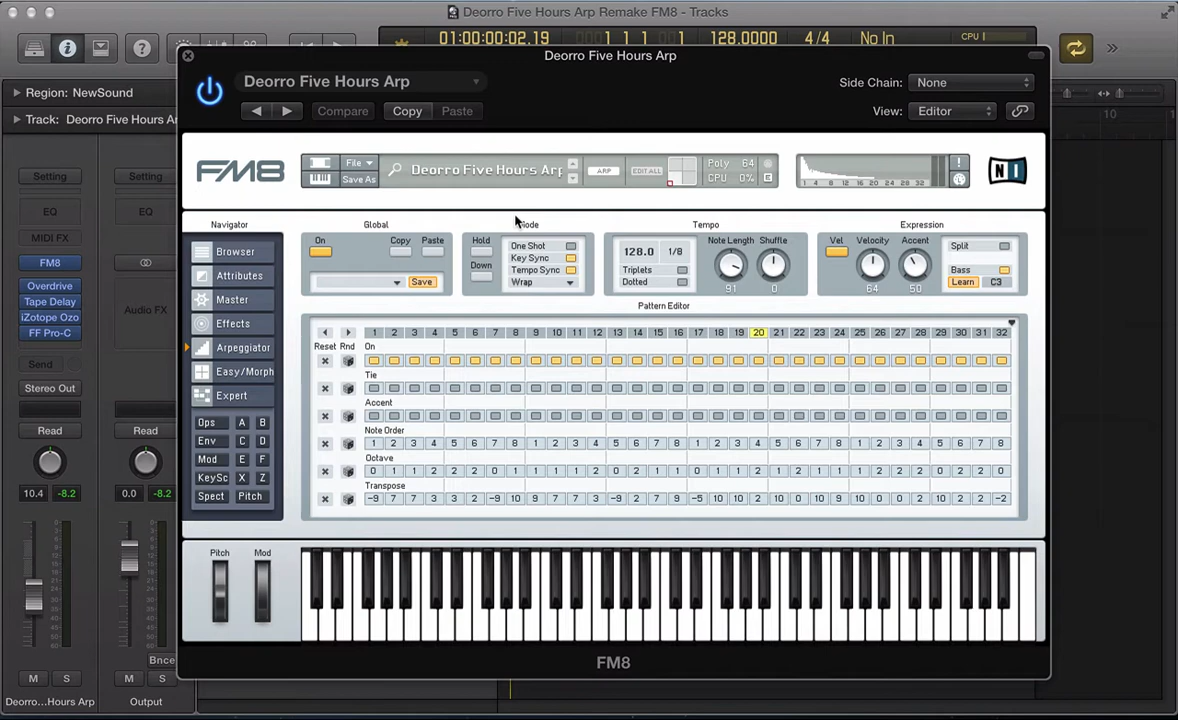 Deorro Five Hours Arp Remake FM8 - Tracks
01:00:00:02.19 1 1 1 1 128.0000 4/4 No In CPU
Deorro Five Hours Arp
Region: NewSound
Track: Deorro Five Hours Ar
Deorro Five Hours Arp
Side Chain: None
Compare Copy Paste
View: Editor
10
FM8
File
Save As
Deorro Five Hours Arp
ARP
EDIT ALL
Poly 64
CPU 0%
1 4 8 12 16 20 24 28 32
NI
Setting Setting
EQ EQ
MIDI FX
FM8
Overdrive
Tape Delay
iZotope Ozo
FF Pro-C
Audio FX
Send
Stereo Out
Read Read
10.4 -8.2 0.0 -8.2
Bnce
M S M S
Deorro...Hours Arp Output
Navigator
Browser
Attributes
Master
Effects
Arpeggiator
Easy/Morph
Expert
Ops A B
Env C D
Mod E F
KeySc X Z
Spect Pitch
Global
On Copy Paste
Save
Mode
Hold
Down
One Shot
Key Sync
Tempo Sync
Wrap
Tempo
128.0 1/8
Triplets
Dotted
Note Length Shuffle
91 0
Expression
Vel Velocity Accent
64 50
Split
Bass
Learn C3
Pattern Editor
1 2 3 4 5 6 7 8 9 10 11 12 13 14 15 16 17 18 19 20 21 22 23 24 25 26 27 28 29 30 31 32
Reset Rnd On
Tie
Accent
Note Order
1 2 3 4 5 6 7 8 1 2 3 4 5 6 7 8 1 2 3 4 5 6 7 8 1 2 3 4 5 6 7 8
Octave
0 1 1 2 2 2 0 1 1 1 2 2 0 2 1 1 0 1 1 2 1 2 2 2 0 1 1 2 1 2 2 0
Transpose
-9 7 7 3 3 2 -9 10 9 7 7 3 -9 2 7 9 -5 10 10 2 10 0 0 2 10 0 0 2 10 2 2 -2
Pitch Mod
FM8